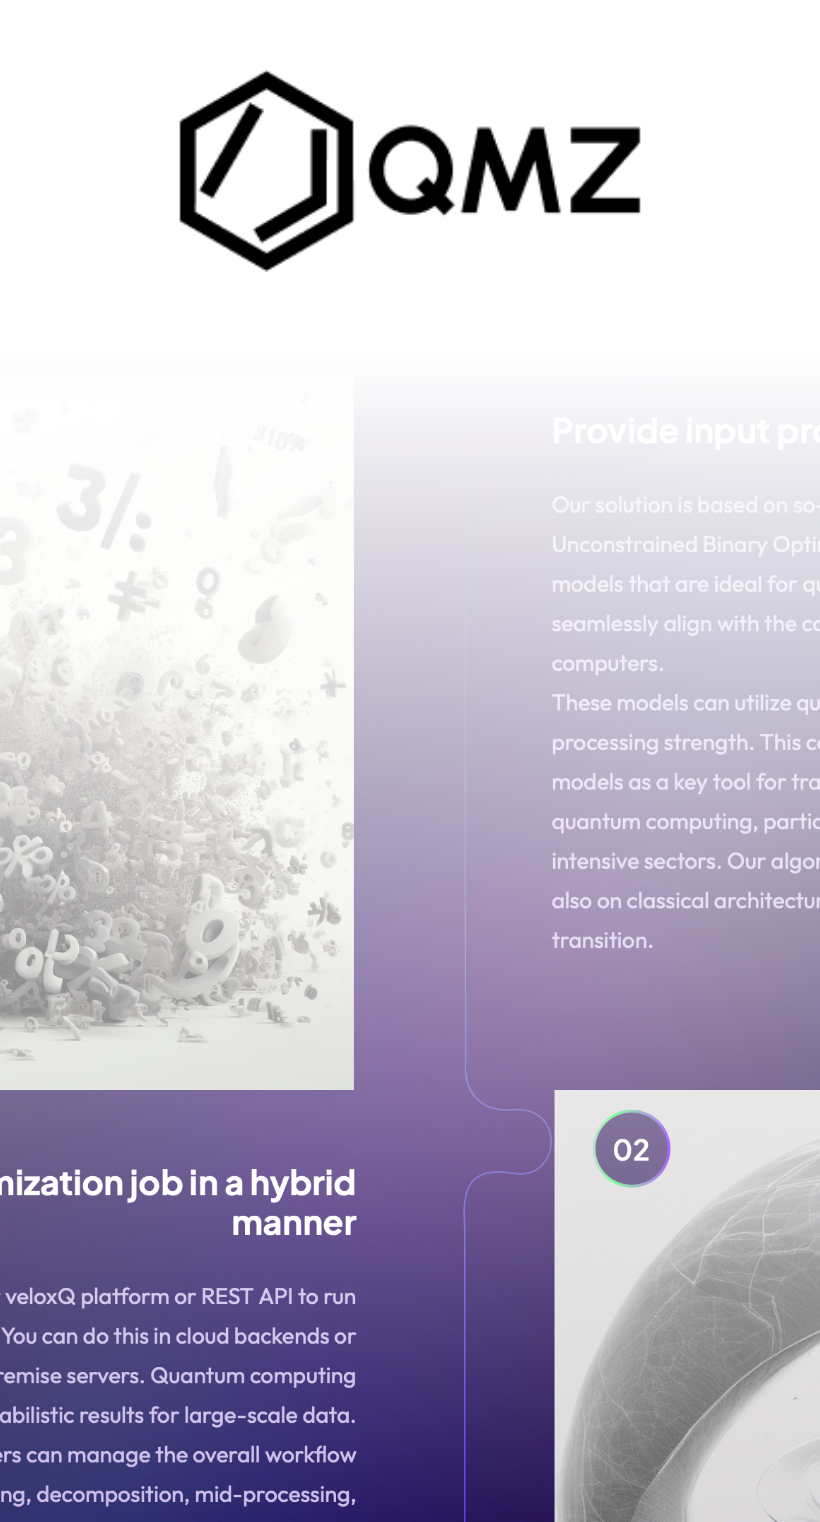 QMZ
Provide input pro
Our solution is based on so-
Unconstrained Binary Opti
models that are ideal for qu
seamlessly align with the co
computers.
These models can utilize qu
processing strength. This co
models as a key tool for tra
quantum computing, partic
intensive sectors. Our algor
also on classical architectur
transition.
02
mization job in a hybrid
manner
veloxQ platform or REST API to run
You can do this in cloud backends or
remise servers. Quantum computing
abilistic results for large-scale data.
ers can manage the overall workflow
ng, decomposition, mid-processing,